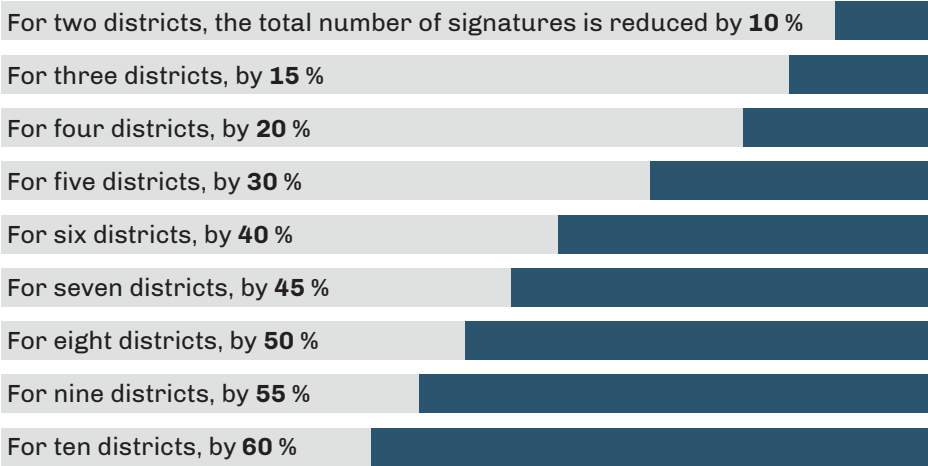 For two districts, the total number of signatures is reduced by 10 %
For three districts, by 15 %
For four districts, by 20 %
For five districts, by 30 %
For six districts, by 40 %
For seven districts, by 45 %
For eight districts, by 50 %
For nine districts, by 55 %
For ten districts, by 60 %